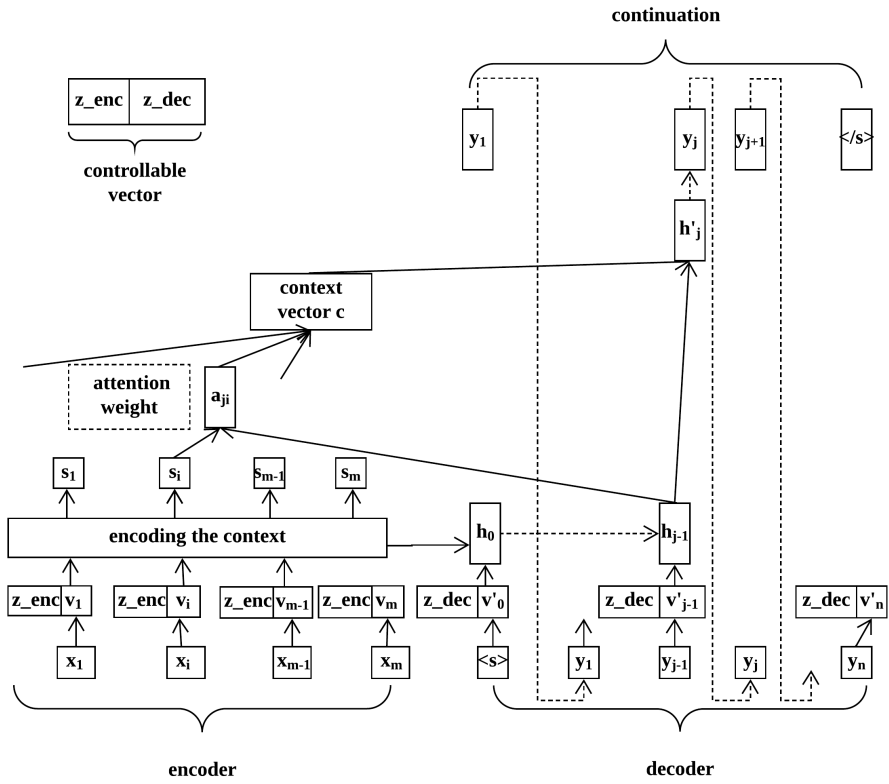 continuation
z_enc z_dec
controllable
vector
y1 yj yj+1 </s>
h'j
context
vector c
attention
weight
aji
s1 si sm-1 sm
encoding the context
h0 hj-1
z_enc v1 z_enc vi z_enc vm-1 z_enc vm z_dec v'0 z_dec v'j-1 z_dec v'n
x1 xi xm-1 xm <s> y1 yj-1 yj yn
encoder decoder